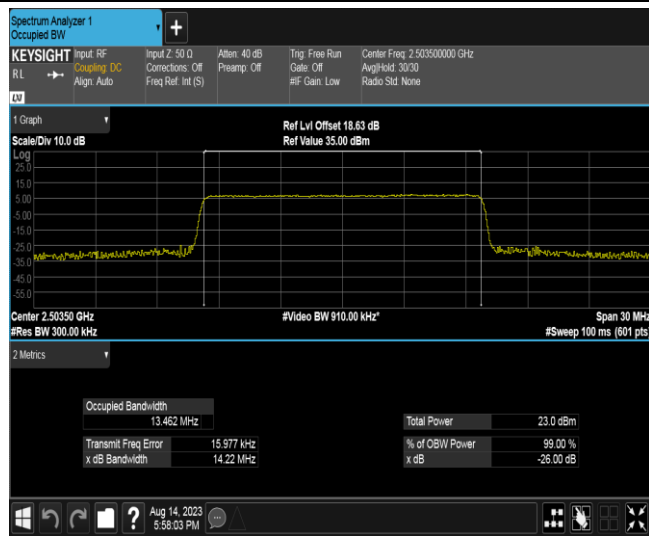 Spectrum Analyzer 1
Occupied BW
+
KEYSIGHT Input: RF Input Z: 50 Ω Atten: 40 dB Trig: Free Run Center Freq: 2.503500000 GHz
RL Coupling: DC Corrections: Off Preamp: Off Gate: Off Avg|Hold: 30/30
Align: Auto Freq Ref: Int (S) #IF Gain: Low Radio Std: None
LXI
1 Graph
Ref Lvl Offset 18.63 dB
Scale/Div 10.0 dB Ref Value 35.00 dBm
Log
25.0
15.0
5.00
-5.00
-15.0
-25.0
-35.0
-45.0
-55.0
Center 2.50350 GHz #Video BW 910.00 kHz* Span 30 MHz
#Res BW 300.00 kHz #Sweep 100 ms (601 pts)
2 Metrics
Occupied Bandwidth
13.462 MHz Total Power 23.0 dBm
Transmit Freq Error 15.977 kHz % of OBW Power 99.00 %
x dB Bandwidth 14.22 MHz x dB -26.00 dB
? Aug 14, 2023
5:58:03 PM